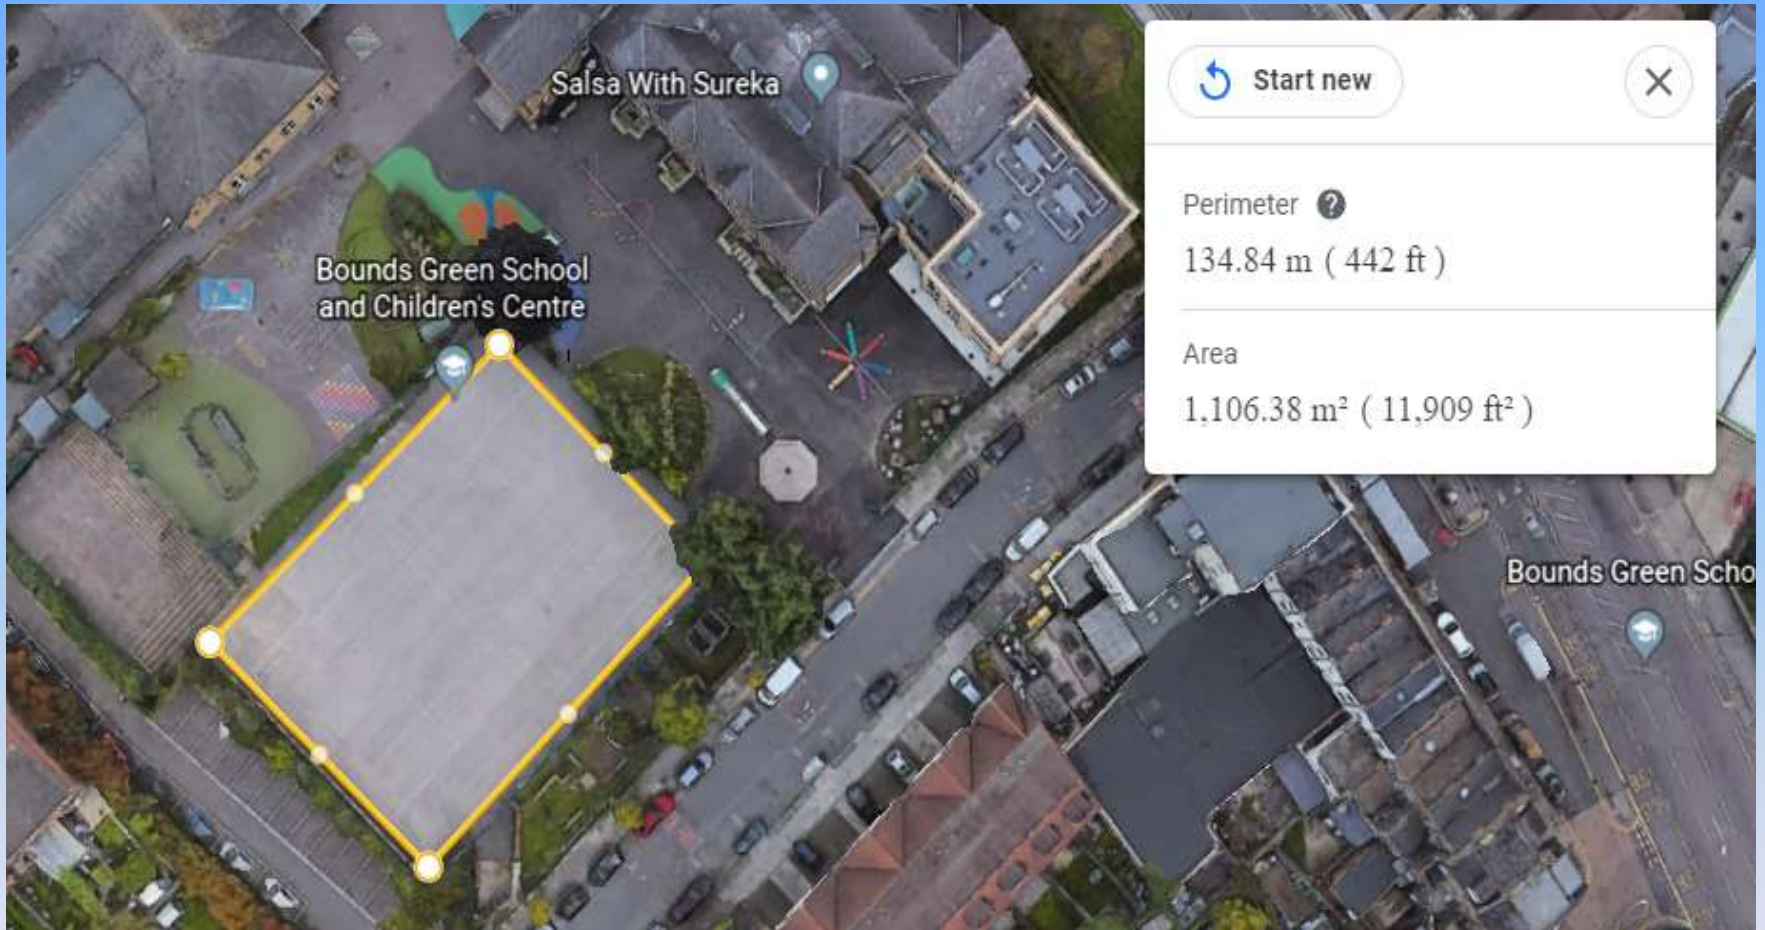 Salsa With Sureka
Start new
Bounds Green School
and Children's Centre
Perimeter
134.84 m ( 442 ft )
Area
1,106.38 m² ( 11,909 ft² )
Bounds Green Scho